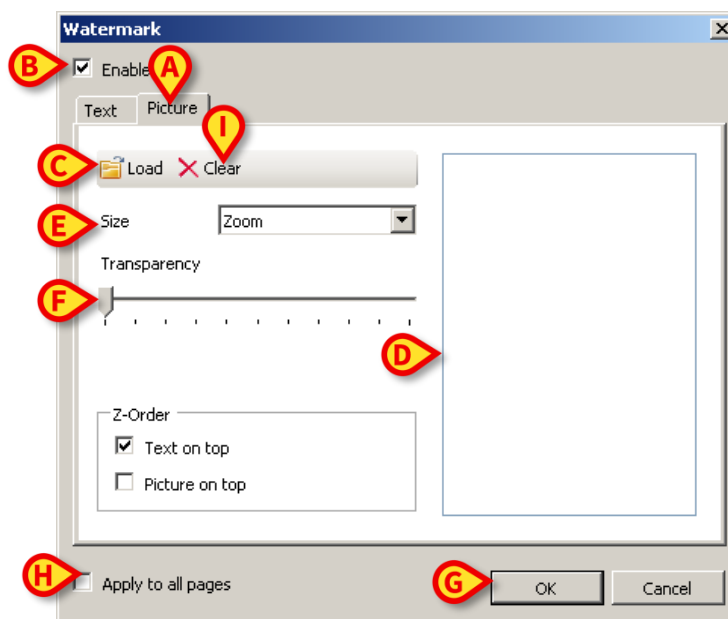 Watermark
B
Enable
A
Text
Picture
I
C
Load
Clear
E
Size
Zoom
Transparency
F
D
Z-Order
Text on top
Picture on top
H
Apply to all pages
G
OK
Cancel